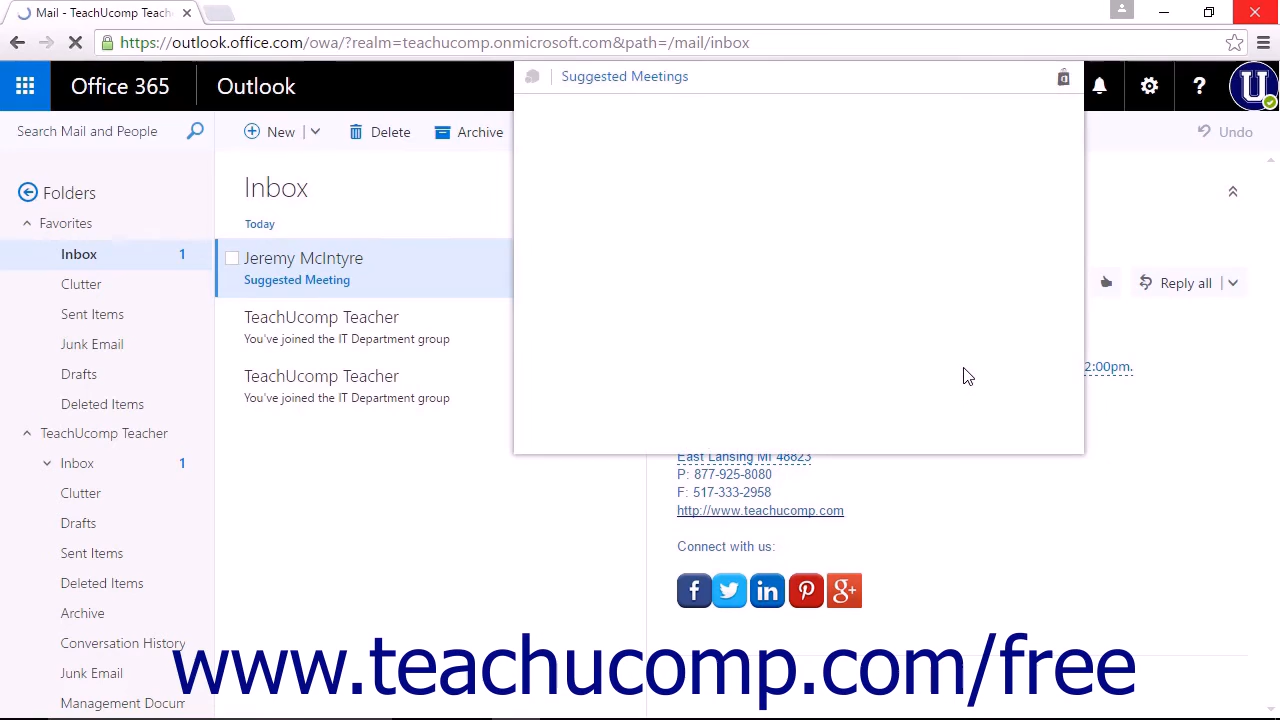 Mail - TeachUcomp Teach
https://outlook.office.com/owa/?realm=teachucomp.onmicrosoft.com&path=/mail/inbox
Office 365
Outlook
Suggested Meetings
?
U
Search Mail and People
New
Delete
Archive
Undo
Folders
Inbox
Favorites
Today
Inbox 1
Jeremy McIntyre
Suggested Meeting
Clutter
Reply all
Sent Items
TeachUcomp Teacher
You've joined the IT Department group
Junk Email
2:00pm.
Drafts
TeachUcomp Teacher
You've joined the IT Department group
Deleted Items
TeachUcomp Teacher
Inbox 1
East Lansing MI 48823
P: 877-925-8080
Clutter
F: 517-333-2958
http://www.teachucomp.com
Drafts
Connect with us:
Sent Items
Deleted Items
f
in
g+
Archive
Conversation History
Junk Email
Management Docum
www.teachucomp.com/free